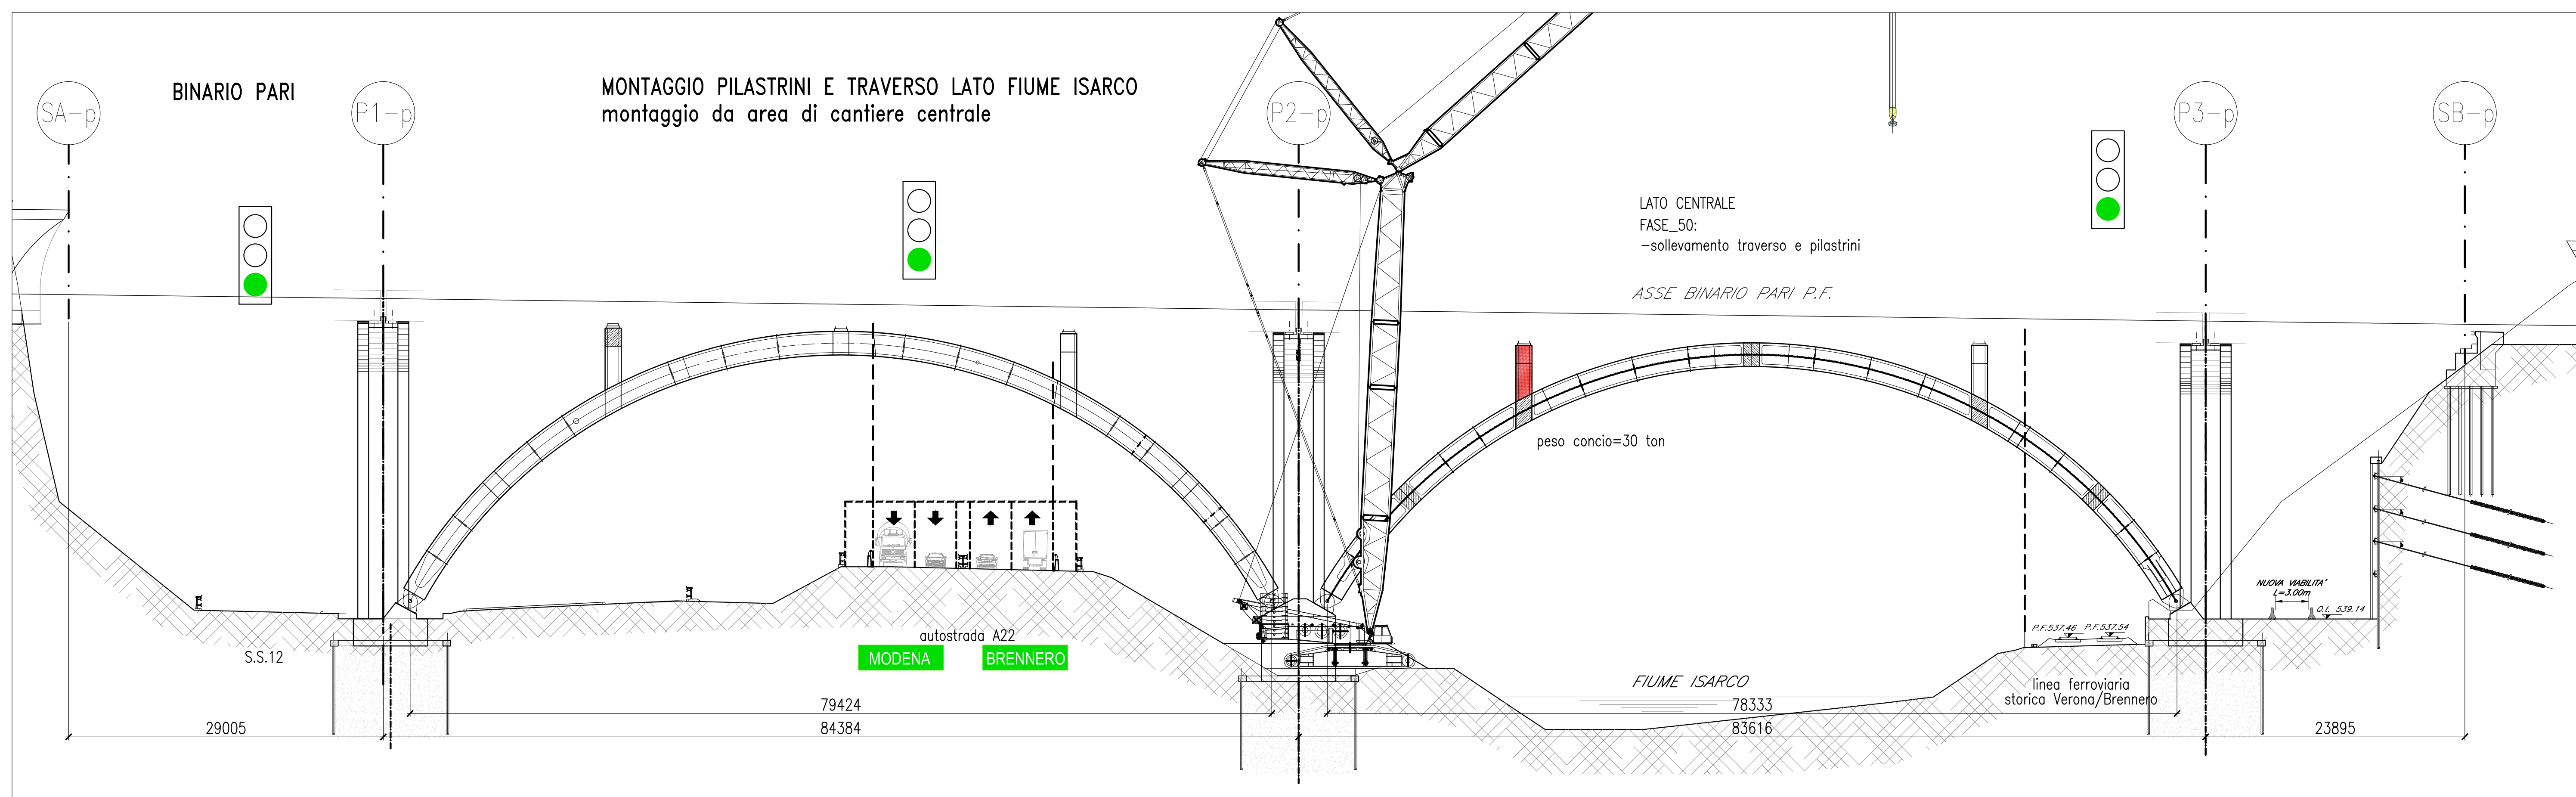 BINARIO PARI
MONTAGGIO PILASTRINI E TRAVERSO LATO FIUME ISARCO
montaggio da area di cantiere centrale
SA-p
P1-p
P2-p
P3-p
SB-p
LATO CENTRALE
FASE_50:
-sollevamento traverso e pilastrini
ASSE BINARIO PARI P.F.
peso concio=30 ton
NUOVA VIABILITA'
L=3.00m
Q.t. 539.14
P.F.537.46
P.F.537.54
autostrada A22
MODENA
BRENNERO
S.S.12
FIUME ISARCO
linea ferroviaria
storica Verona/Brennero
79424
78333
29005
84384
83616
23895